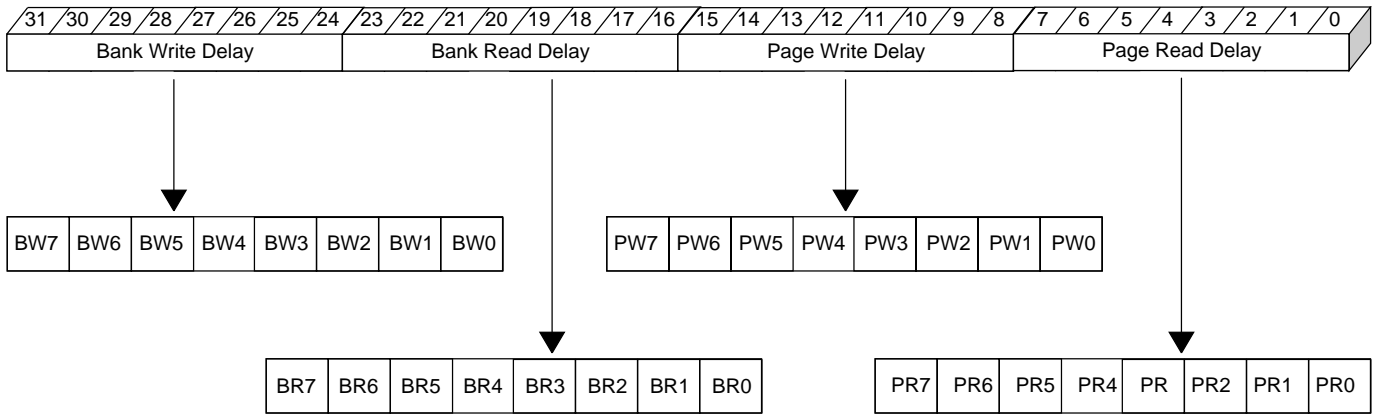 31 30 29 28 27 26 25 24 23 22 21 20 19 18 17 16 15 14 13 12 11 10 9 8 7 6 5 4 3 2 1 0
Bank Write Delay Bank Read Delay Page Write Delay Page Read Delay
BW7 BW6 BW5 BW4 BW3 BW2 BW1 BW0 PW7 PW6 PW5 PW4 PW3 PW2 PW1 PW0
BR7 BR6 BR5 BR4 BR3 BR2 BR1 BR0 PR7 PR6 PR5 PR4 PR PR2 PR1 PR0